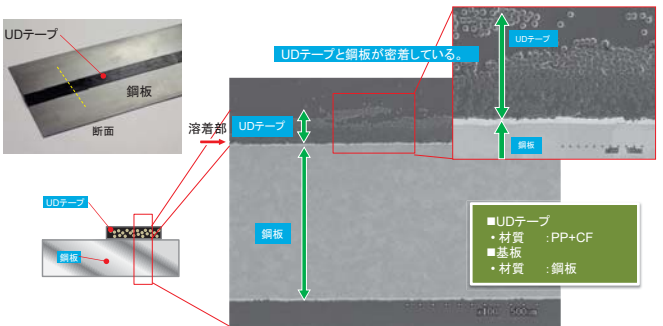 UDテープ
鋼板
断面
UDテープと鋼板が密着している。
UDテープ
鋼板
溶着部
UDテープ
鋼板
UDテープ
鋼板
■UDテープ
・材質 :PP+CF
■基板
・材質 :鋼板
x100 500um